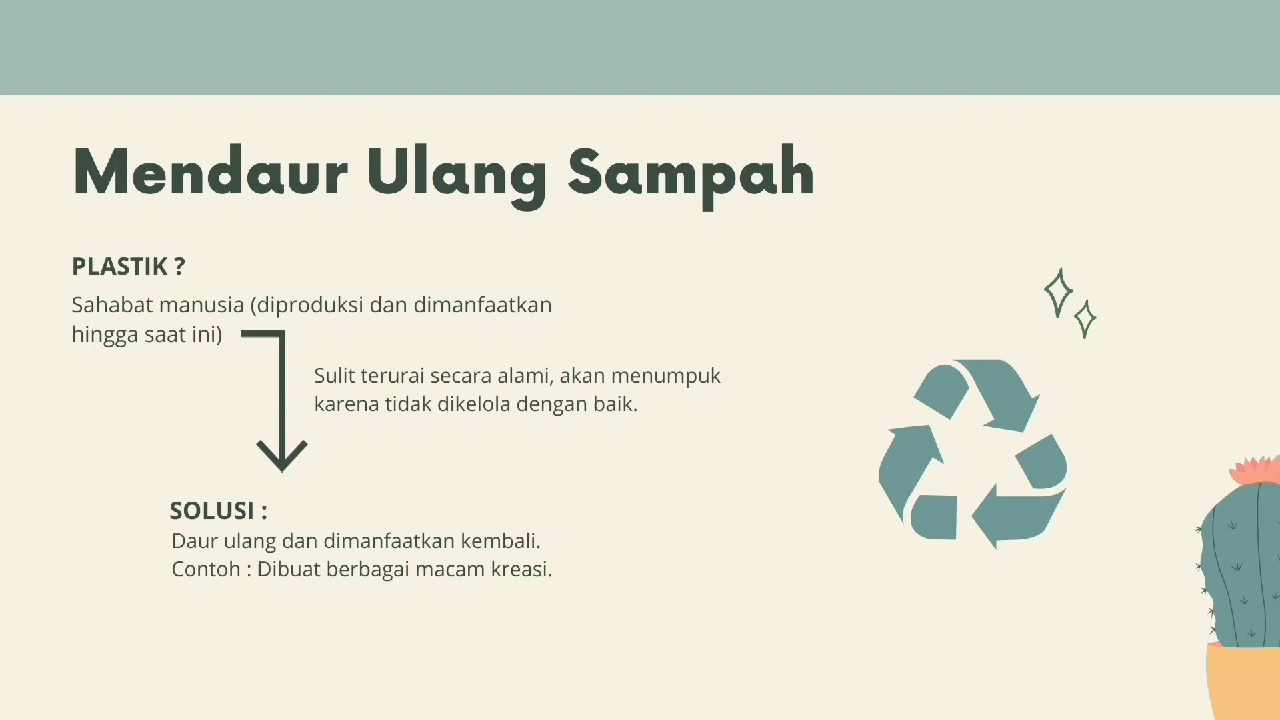 Mendaur Ulang Sampah
PLASTIK ?
Sahabat manusia (diproduksi dan dimanfaatkan
hingga saat ini)
Sulit terurai secara alami, akan menumpuk
karena tidak dikelola dengan baik.
SOLUSI :
Daur ulang dan dimanfaatkan kembali.
Contoh : Dibuat berbagai macam kreasi.